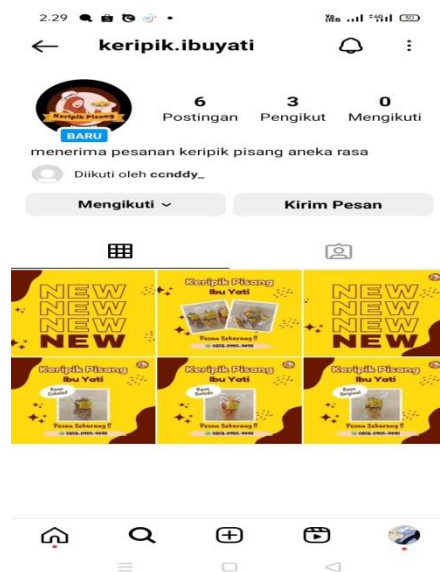 2.29
keripik.ibuyati
Keripik Pisang
BARU
6 3 0
Postingan Pengikut Mengikuti
menerima pesanan keripik pisang aneka rasa
Diikuti oleh ccnddy_
Mengikuti Kirim Pesan
NEW
NEW
NEW
NEW
Keripik Pisang
Ibu Yati
Pesan Sekarang !!
NEW
NEW
NEW
NEW
Keripik Pisang
Ibu Yati
Rasa
Cokelat
Pesan Sekarang !!
Keripik Pisang
Ibu Yati
Rasa
Balado
Pesan Sekarang !!
Keripik Pisang
Ibu Yati
Rasa
Original
Pesan Sekarang !!